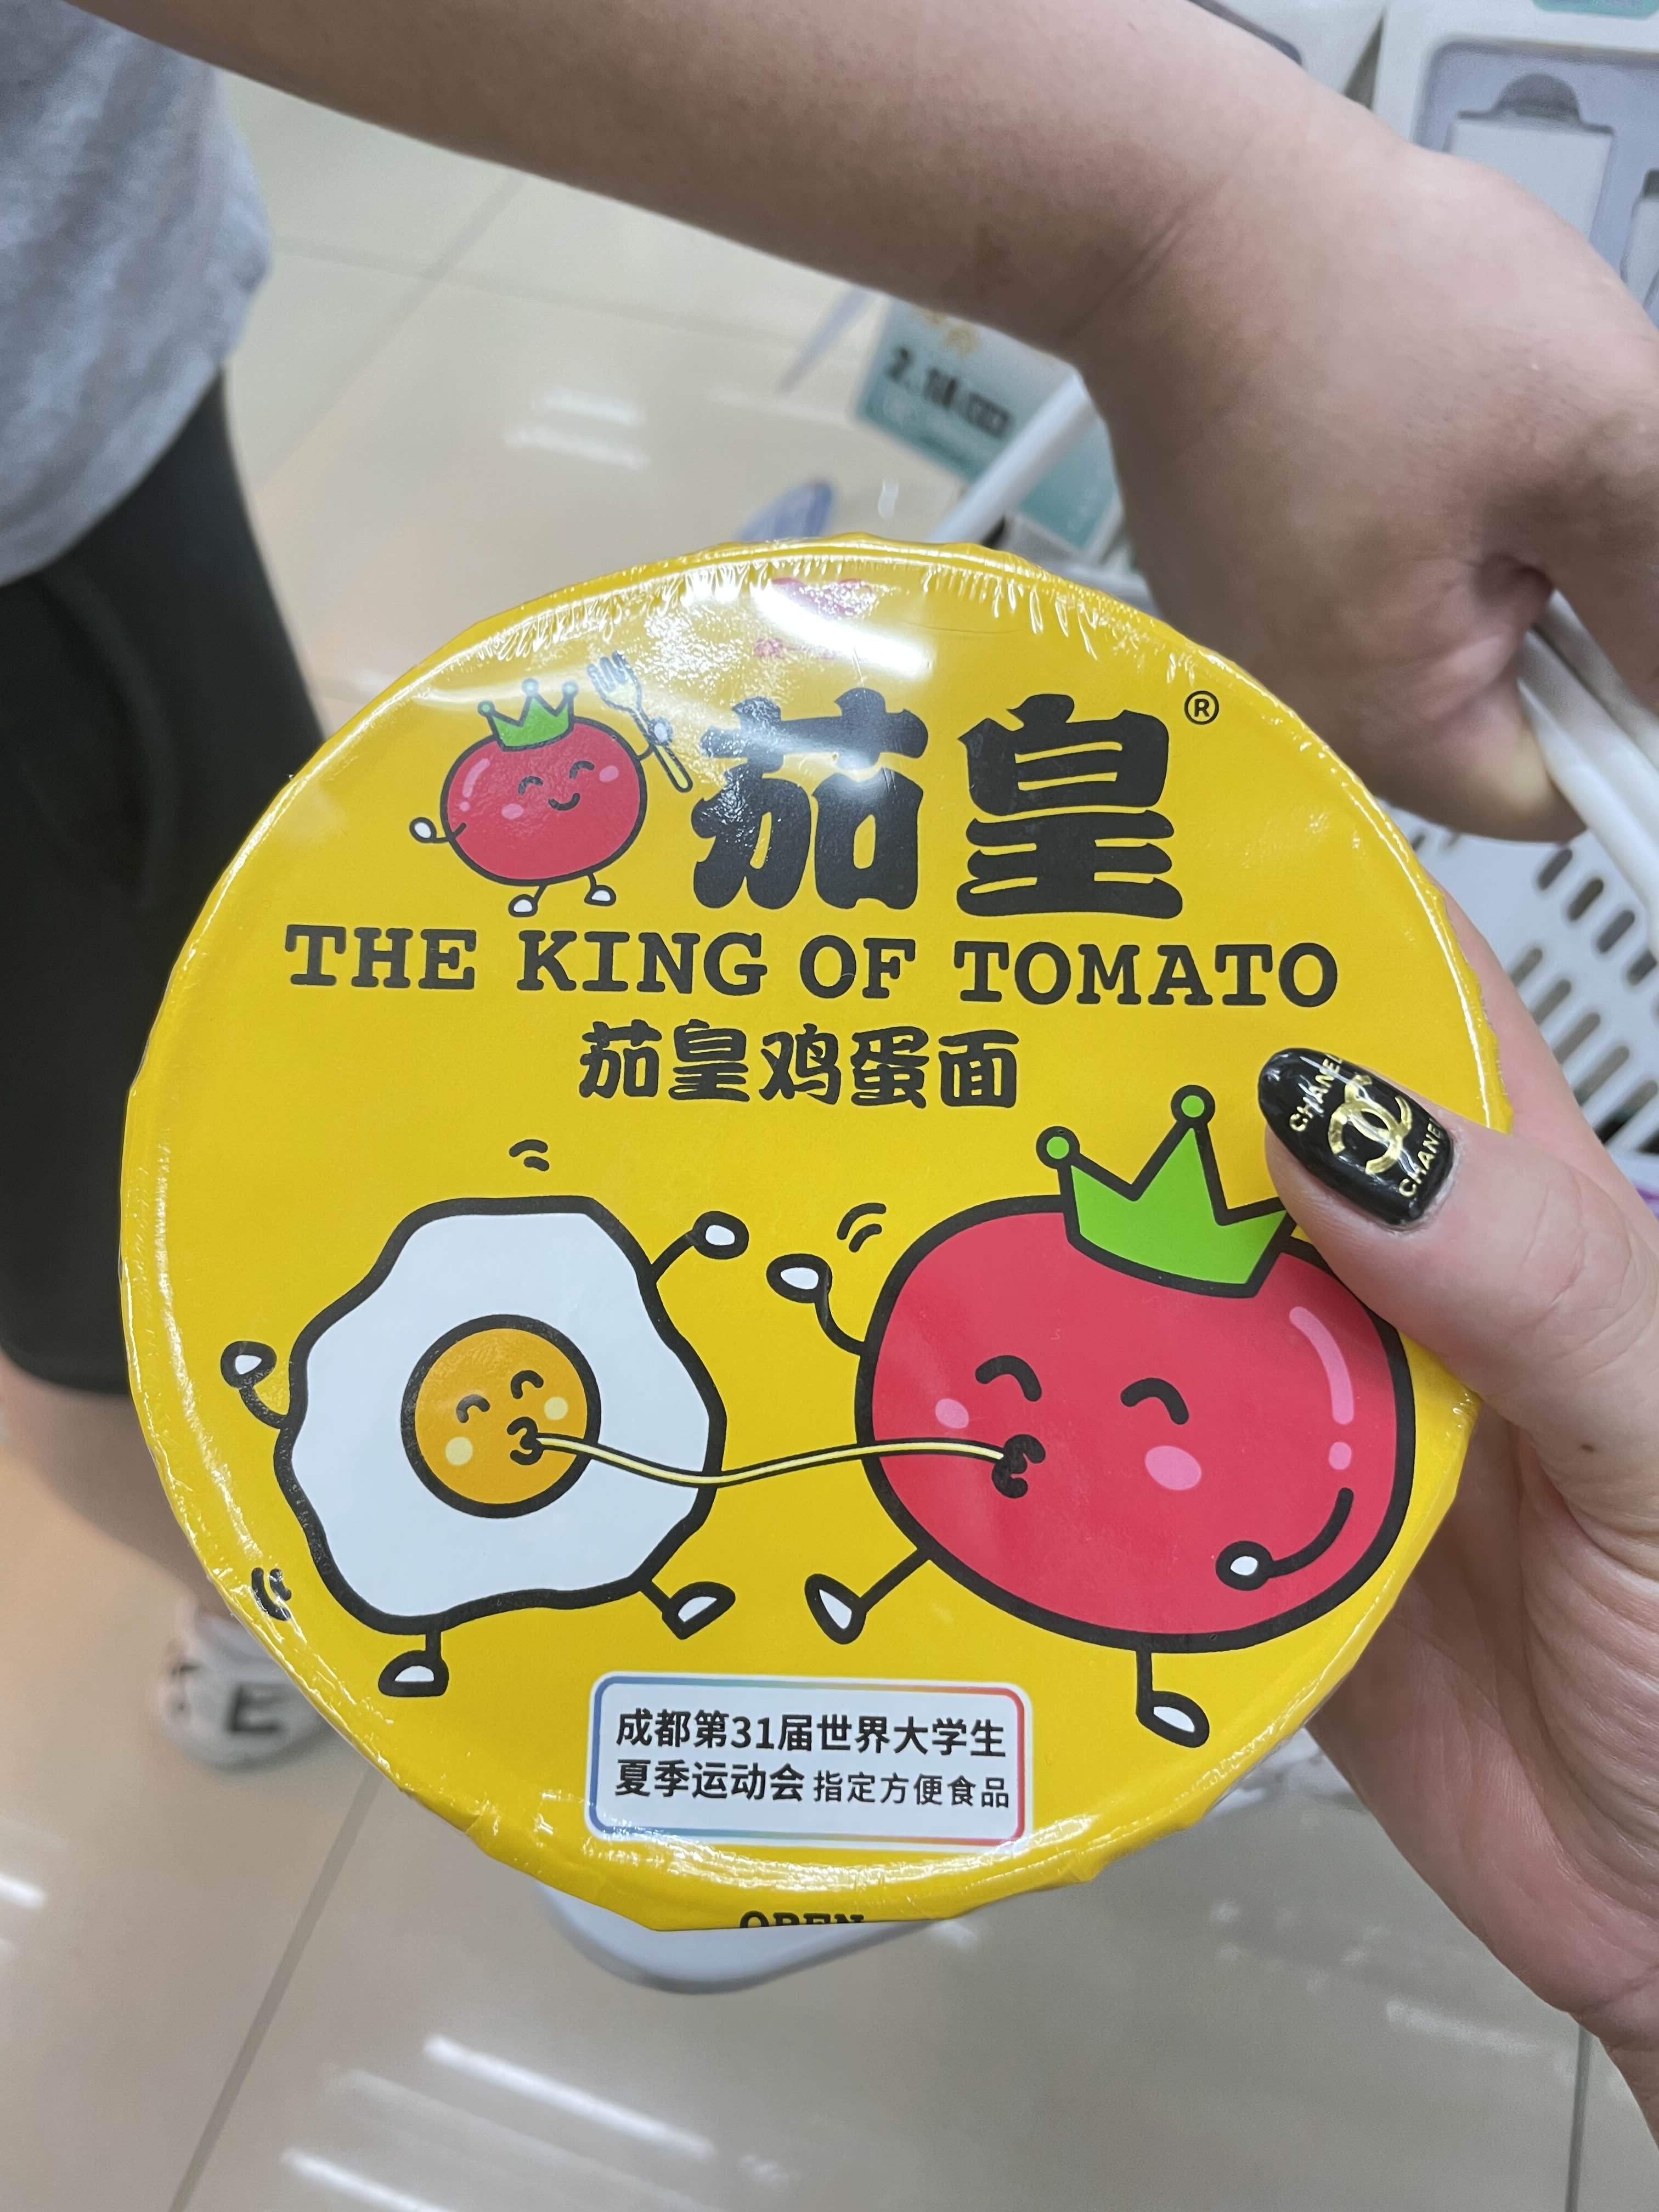 茄皇®
THE KING OF TOMATO
茄皇鸡蛋面
CHANEL
CHANEL
成都第31届世界大学生
夏季运动会 指定方便食品
OPEN
E